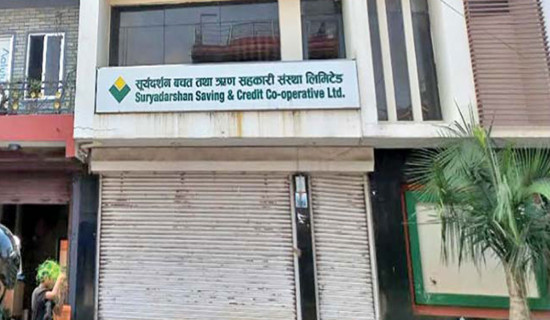 सूर्यदर्शन बचत तथा ऋण सहकारी संस्था लिमिटेड
Suryadarshan Saving & Credit Co-operative Ltd.